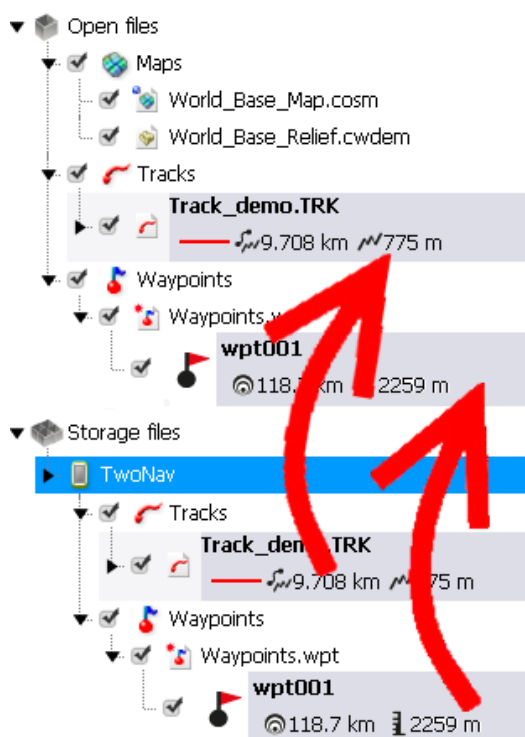 Open files
Maps
World_Base_Map.cosm
World_Base_Relief.cwdem
Tracks
Track_demo.TRK
9.708 km 775 m
Waypoints
wpt001
2259 m
Storage files
TwoNav
Tracks
9.708 km
Waypoints
Waypoints.wpt
wpt001
118.7 km 2259 m